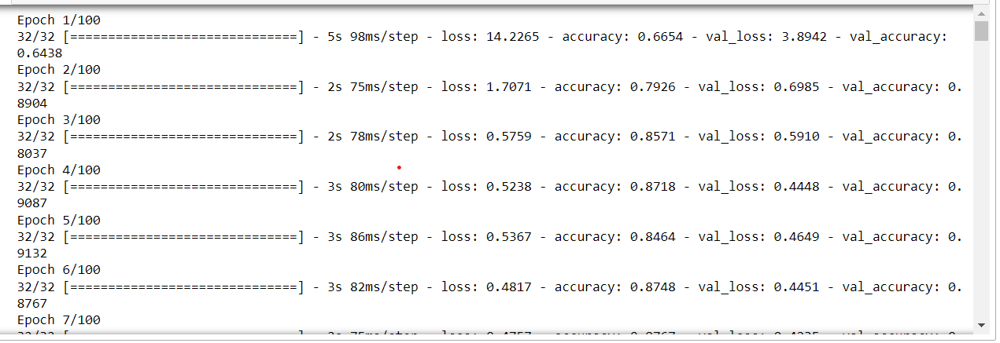 Epoch 1/100
32/32 [==============================] - 5s 98ms/step - loss: 14.2265 - accuracy: 0.6654 - val_loss: 3.8942 - val_accuracy:
0.6438
Epoch 2/100
32/32 [==============================] - 2s 75ms/step - loss: 1.7071 - accuracy: 0.7926 - val_loss: 0.6985 - val_accuracy: 0.
8904
Epoch 3/100
32/32 [==============================] - 2s 78ms/step - loss: 0.5759 - accuracy: 0.8571 - val_loss: 0.5910 - val_accuracy: 0.
8037
Epoch 4/100
32/32 [==============================] - 3s 80ms/step - loss: 0.5238 - accuracy: 0.8718 - val_loss: 0.4448 - val_accuracy: 0.
9087
Epoch 5/100
32/32 [==============================] - 3s 86ms/step - loss: 0.5367 - accuracy: 0.8464 - val_loss: 0.4649 - val_accuracy: 0.
9132
Epoch 6/100
32/32 [==============================] - 3s 82ms/step - loss: 0.4817 - accuracy: 0.8748 - val_loss: 0.4451 - val_accuracy: 0.
8767
Epoch 7/100